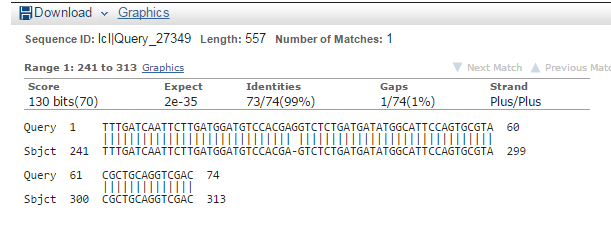 Download Graphics
Sequence ID: lcl|Query_27349 Length: 557 Number of Matches: 1
Range 1: 241 to 313 Graphics Next Match Previous Matc
Score Expect Identities Gaps Strand
130 bits(70) 2e-35 73/74(99%) 1/74(1%) Plus/Plus
Query 1 TTTGATCAATTCTTGATGGATGTCCACGAGGTCTCTGATGATATGGCATTCCAGTGCGTA 60
Sbjct 241 TTTGATCAATTCTTGATGGATGTCCACGA-GTCTCTGATGATATGGCATTCCAGTGCGTA 299
Query 61 CGCTGCAGGTCGAC 74
Sbjct 300 CGCTGCAGGTCGAC 313